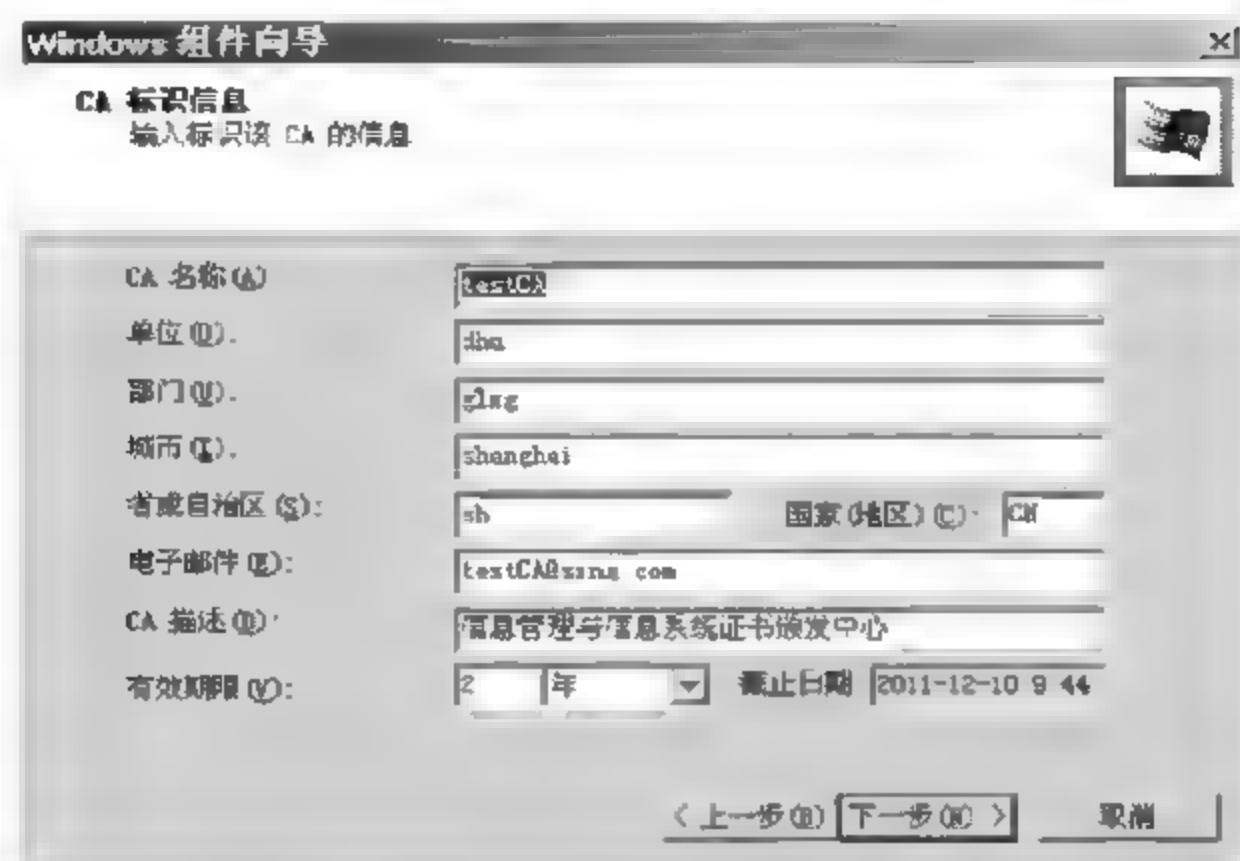 Windows 组件向导
CA 标识信息
输入标识该 CA 的信息
CA 名称(A)
testCA
单位(O).
dhu
部门(U).
glxg
城市(T).
shanghai
省或自治区(S):
sh
国家(地区)(C):
CN
电子邮件(E):
testCA@sina com
CA 描述(D):
信息管理与信息系统证书颁发中心
有效期限(V):
2
年
截止日期
2011-12-10 9 44
< 上一步(B)
下一步(N) >
取消